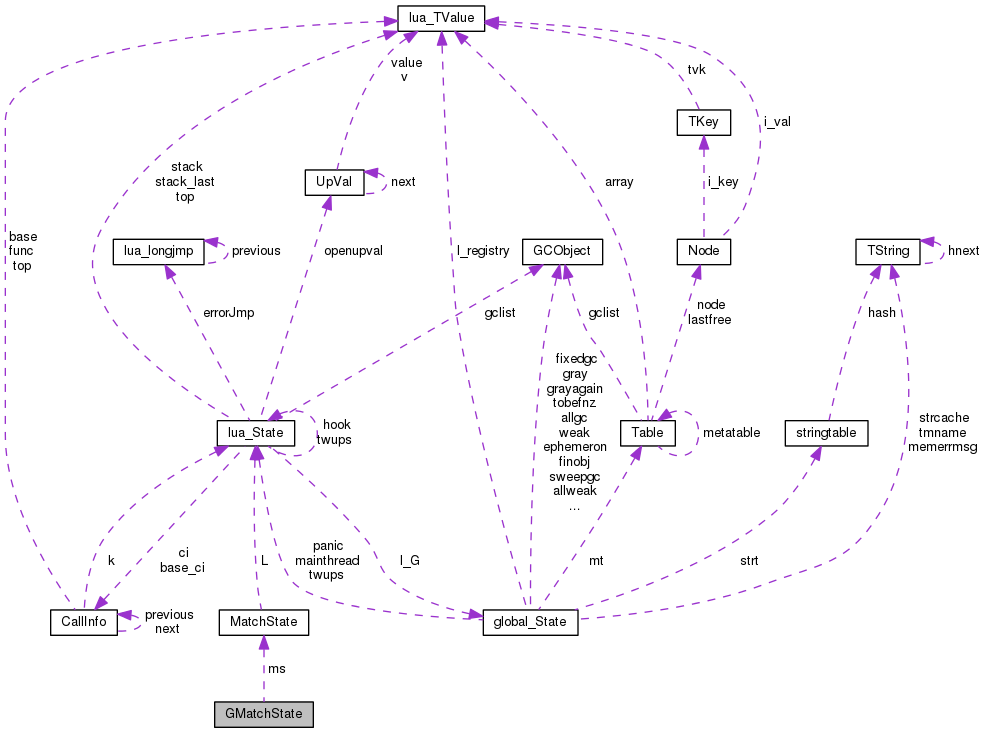 lua_TValue
value
v
tvk
TKey
i_val
stack
stack_last
top
UpVal
next
array
i_key
base
func
top
lua_longjmp
previous
openupval
l_registry
GCObject
Node
TString
hnext
errorJmp
gclist
gclist
node
lastfree
hash
fixedgc
gray
grayagain
tobefnz
allgc
weak
ephemeron
finobj
sweepgc
allweak
...
lua_State
hook
twups
Table
metatable
stringtable
strcache
tmname
memerrmsg
k
ci
base_ci
L
panic
mainthread
twups
l_G
mt
strt
CallInfo
previous
next
MatchState
global_State
ms
GMatchState